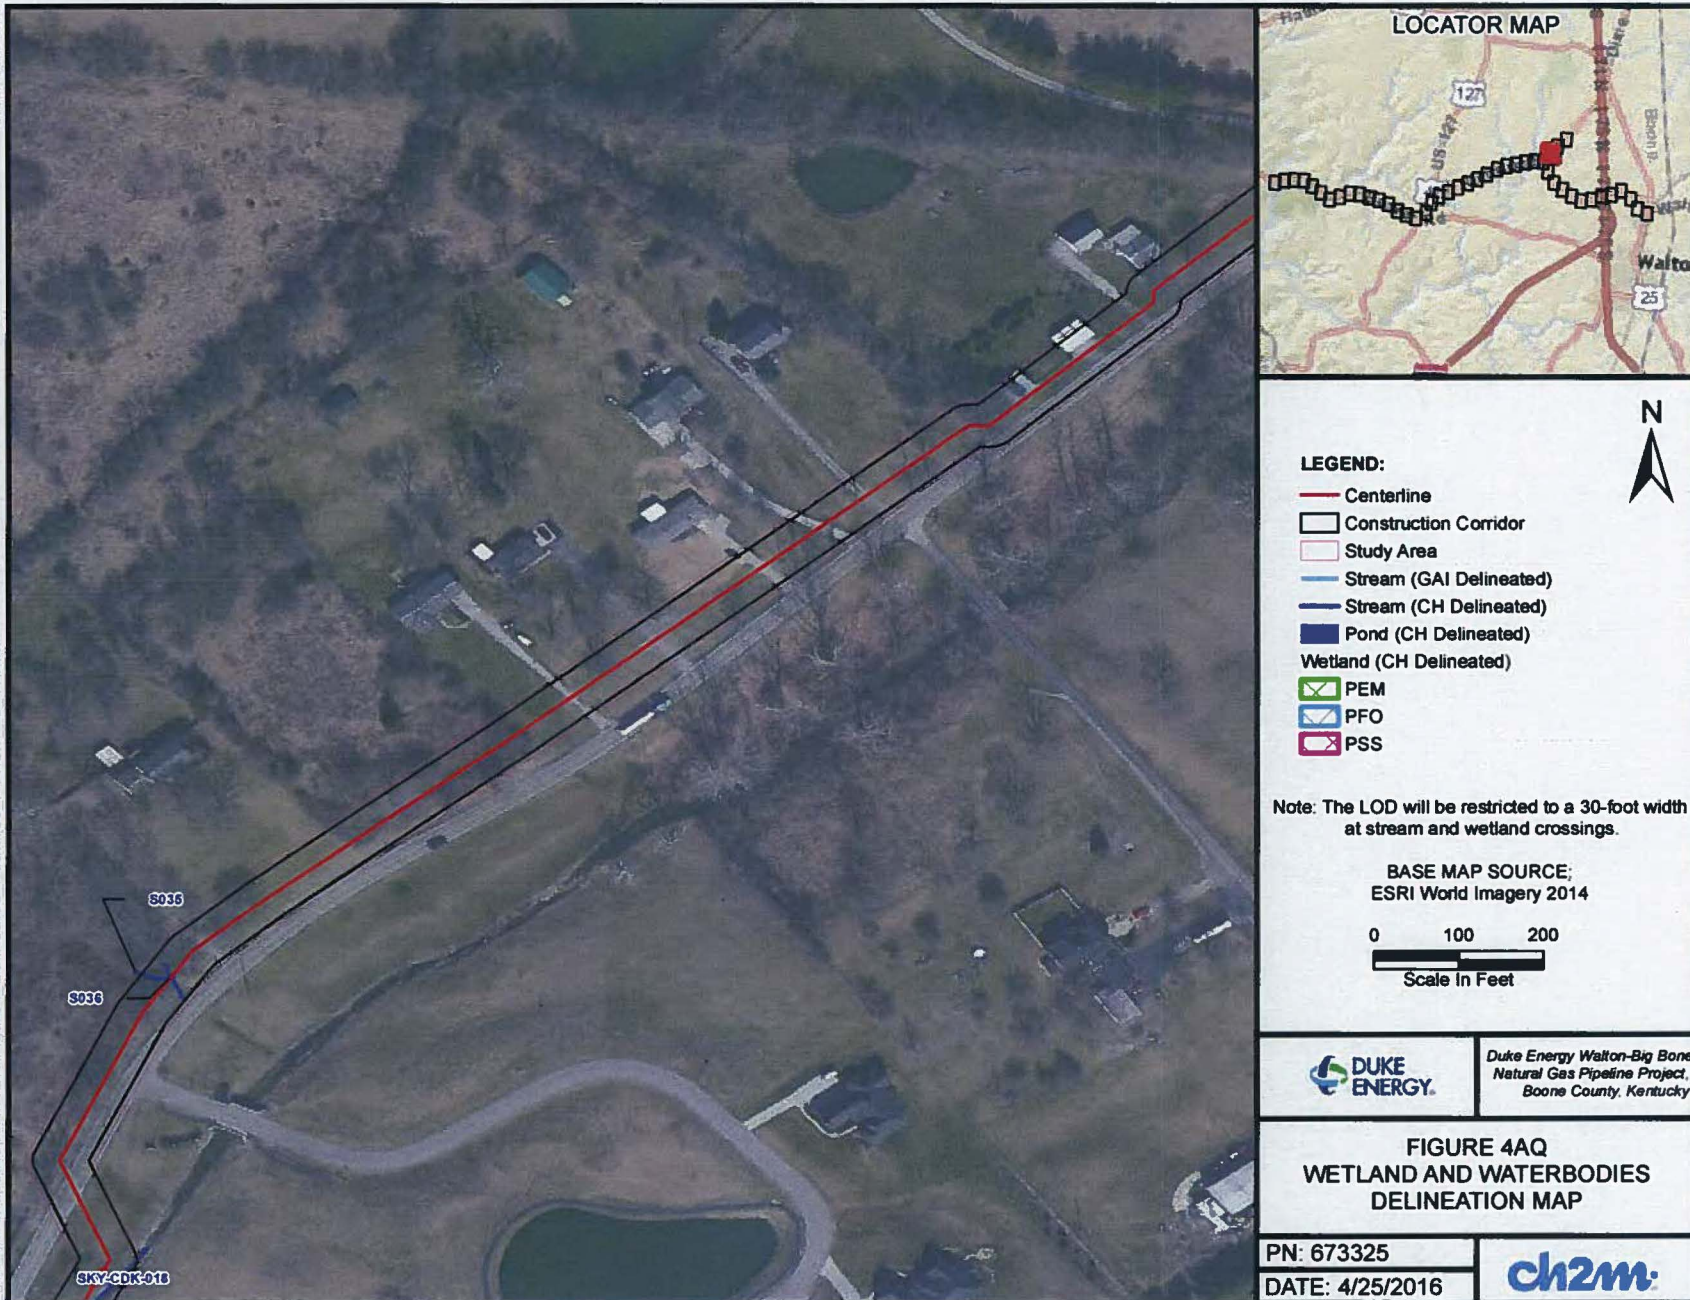 LOCATOR MAP
127
US 127
25
LEGEND:
Centerline
Construction Corridor
Study Area
Stream (GAI Delineated)
Stream (CH Delineated)
Pond (CH Delineated)
Wetland (CH Delineated)
PEM
PFO
PSS
N
Note: The LOD will be restricted to a 30-foot width
at stream and wetland crossings.
BASE MAP SOURCE;
ESRI World Imagery 2014
0 100 200
Scale In Feet
DUKE
ENERGY.
Duke Energy Walton-Big Bone
Natural Gas Pipeline Project,
Boone County, Kentucky
FIGURE 4AQ
WETLAND AND WATERBODIES
DELINEATION MAP
PN: 673325
DATE: 4/25/2016
ch2m.
S035
S036
SKY-CDK-018